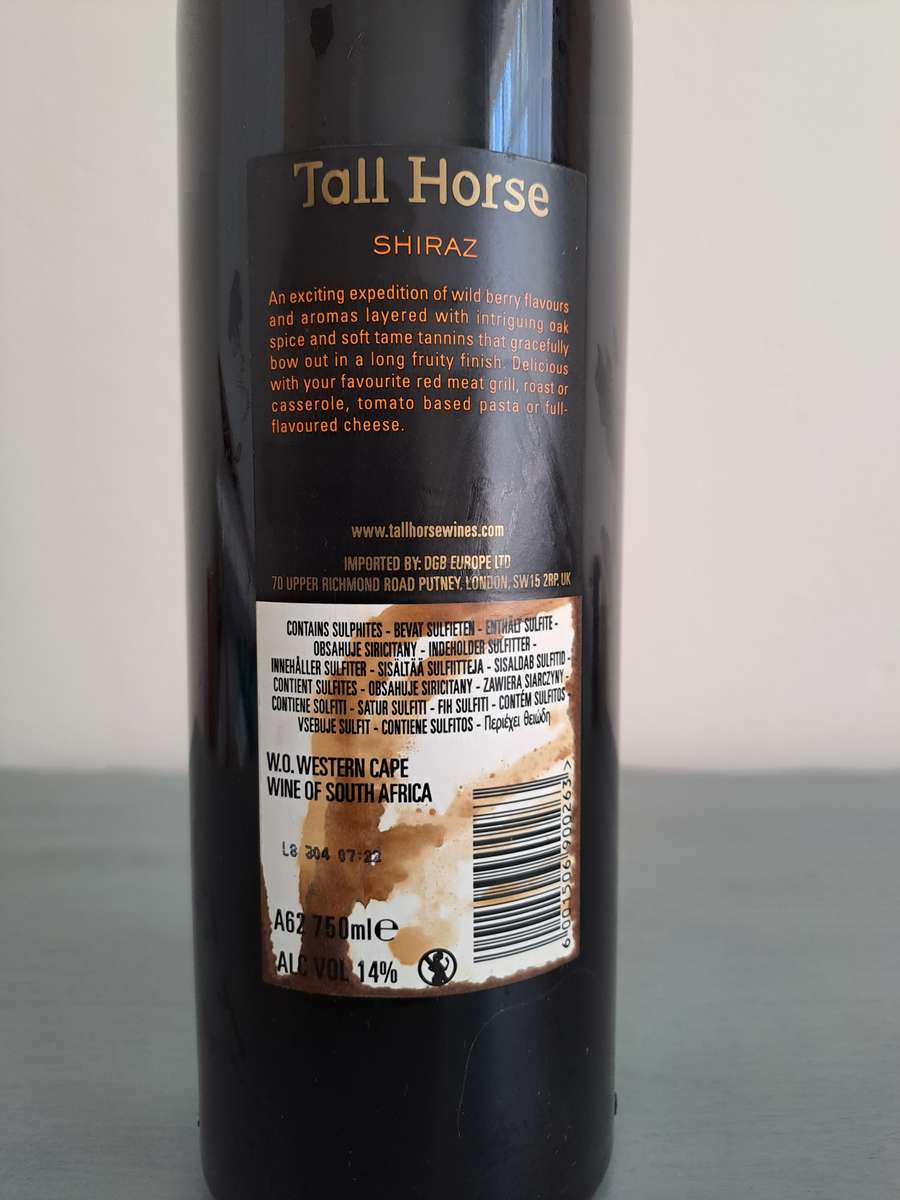 Tall Horse
SHIRAZ
An exciting expedition of wild berry flavours
and aromas layered with intriguing oak
spice and soft tame tannins that gracefully
bow out in a long fruity finish. Delicious
with your favourite red meat grill, roast or
casserole, tomato based pasta or full-
flavoured cheese.
www.tallhorsewines.com
IMPORTED BY: DGB EUROPE LTD
70 UPPER RICHMOND ROAD PUTNEY, LONDON, SW15 2RP, UK
CONTAINS SULPHITES - BEVAT SULFIETEN - ENTHÄLT SULFITE -
OBSAHUJE SIRICITANY - INDEHOLDER SULFITTER -
INNEHÅLLER SULFITER - SISÄLTÄÄ SULFIITTEJA - SISALDAB SULFITID -
CONTIENT SULFITES - OBSAHUJE SIRICITANY - ZAWIERA SIARCZYNY -
CONTIENE SOLFITI - SATUR SULFITI - FIH SULFITI - CONTÉM SULFITOS -
VSEBUJE SULFIT - CONTIENE SULFITOS - Περιέχει θειώδη
W.O. WESTERN CAPE
WINE OF SOUTH AFRICA
L8 304 07:22
A62 750ml e
ALC VOL 14%
6 001506 900263 >